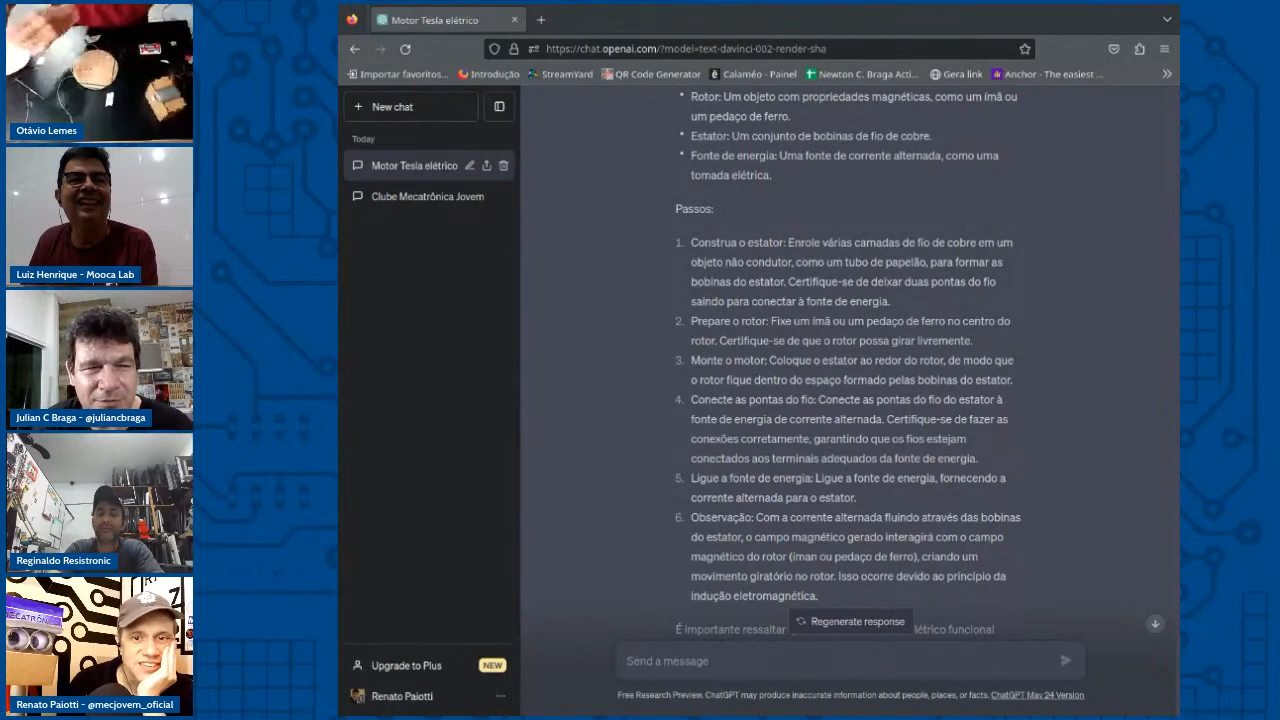 Otávio Lemes
Luiz Henrique - Mooca Lab
Julian C Braga - @juliancbraga
Reginaldo Resistronic
MECATRÔNIC
Renato Paiotti - @mecjovem_oficial
Motor Tesla elétrico
https://chat.openai.com/?model=text-davinci-002-render-sha
Importar favoritos... Introdução StreamYard QR Code Generator Calaméo - Painel Newton C. Braga Acti... Gera link Anchor - The easiest ...
New chat
Today
Motor Tesla elétrico
Clube Mecatrônica Jovem
Upgrade to Plus NEW
Renato Paiotti ...
• Rotor: Um objeto com propriedades magnéticas, como um ímã ou
um pedaço de ferro.
• Estator: Um conjunto de bobinas de fio de cobre.
• Fonte de energia: Uma fonte de corrente alternada, como uma
tomada elétrica.
Passos:
1. Construa o estator: Enrole várias camadas de fio de cobre em um
objeto não condutor, como um tubo de papelão, para formar as
bobinas do estator. Certifique-se de deixar duas pontas do fio
saindo para conectar à fonte de energia.
2. Prepare o rotor: Fixe um ímã ou um pedaço de ferro no centro do
rotor. Certifique-se de que o rotor possa girar livremente.
3. Monte o motor: Coloque o estator ao redor do rotor, de modo que
o rotor fique dentro do espaço formado pelas bobinas do estator.
4. Conecte as pontas do fio: Conecte as pontas do fio do estator à
fonte de energia de corrente alternada. Certifique-se de fazer as
conexões corretamente, garantindo que os fios estejam
conectados aos terminais adequados da fonte de energia.
5. Ligue a fonte de energia: Ligue a fonte de energia, fornecendo a
corrente alternada para o estator.
6. Observação: Com a corrente alternada fluindo através das bobinas
do estator, o campo magnético gerado interagirá com o campo
magnético do rotor (íman ou pedaço de ferro), criando um
movimento giratório no rotor. Isso ocorre devido ao princípio da
indução eletromagnética.
É importante ressaltar létrico funcional
Regenerate response
Send a message
Free Research Preview. ChatGPT may produce inaccurate information about people, places, or facts. ChatGPT May 24 Version